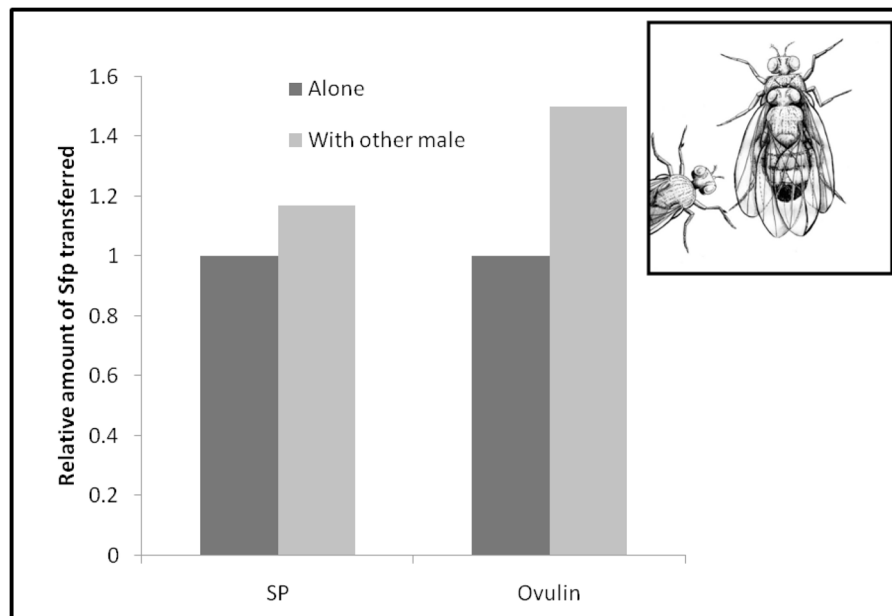 Relative amount of Sfp transferred
1.6
1.4
1.2
1
0.8
0.6
0.4
0.2
0
Alone
With other male
SP
Ovulin